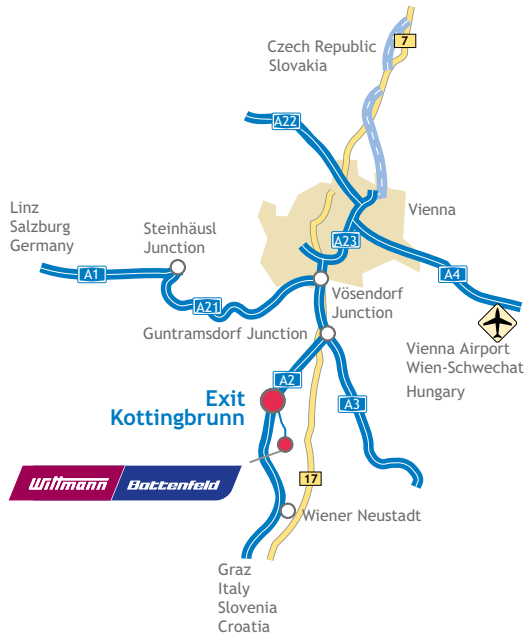 7
Czech Republic
Slovakia
A22
Linz
Salzburg
Germany
Steinhäusl
Junction
Vienna
A23
A1
A4
A21
Vösendorf
Junction
Guntramsdorf Junction
Vienna Airport
Wien-Schwechat
Hungary
A2
Exit
Kottingbrunn
A3
Wittmann
Battenfeld
17
Wiener Neustadt
Graz
Italy
Slovenia
Croatia